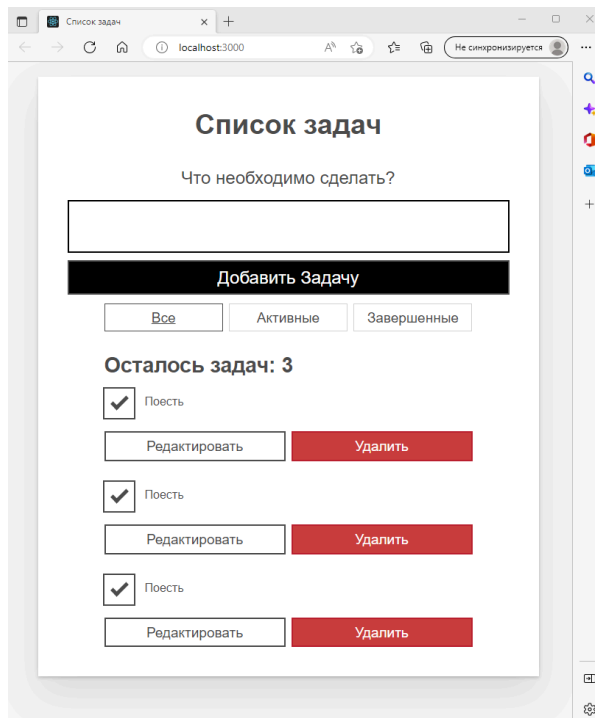 Список задач
localhost:3000
Не синхронизируется
Список задач
Что необходимо сделать?
Добавить Задачу
Все Активные Завершенные
Осталось задач: 3
Поесть
Редактировать Удалить
Поесть
Редактировать Удалить
Поесть
Редактировать Удалить